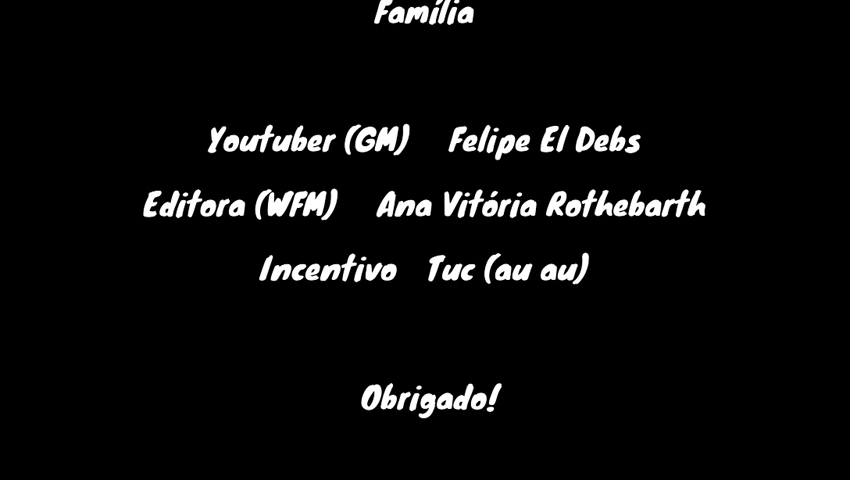 Família
Youtuber (GM) Felipe El Debs
Editora (WFM) Ana Vitória Rothebarth
Incentivo Tuc (au au)
Obrigado!